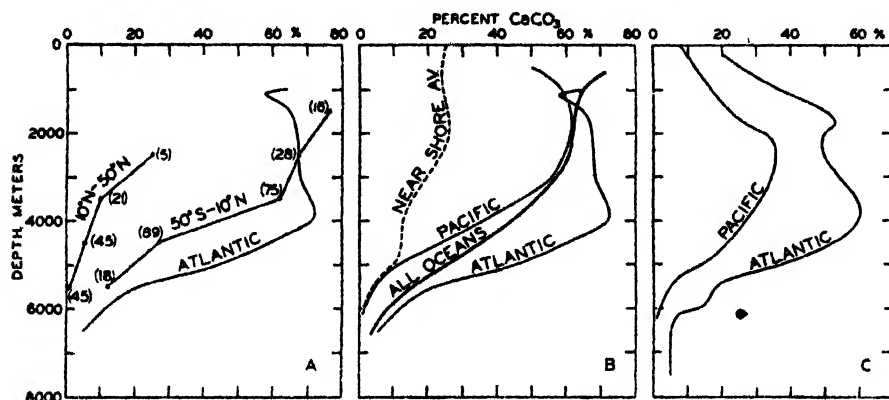 PERCENT CaCO₃
0 20 40 60 % 80
0 20 40 60 % 80
0 20 40 60 %
DEPTH, METERS
0
2000
4000
6000
8000
10°N-50°N
(5)
(21)
(45)
(45)
50°S-10°N
(16)
(28)
(75)
(89)
(18)
ATLANTIC
A
NEAR SHORE AV.
PACIFIC
ALL OCEANS
ATLANTIC
B
PACIFIC
ATLANTIC
C